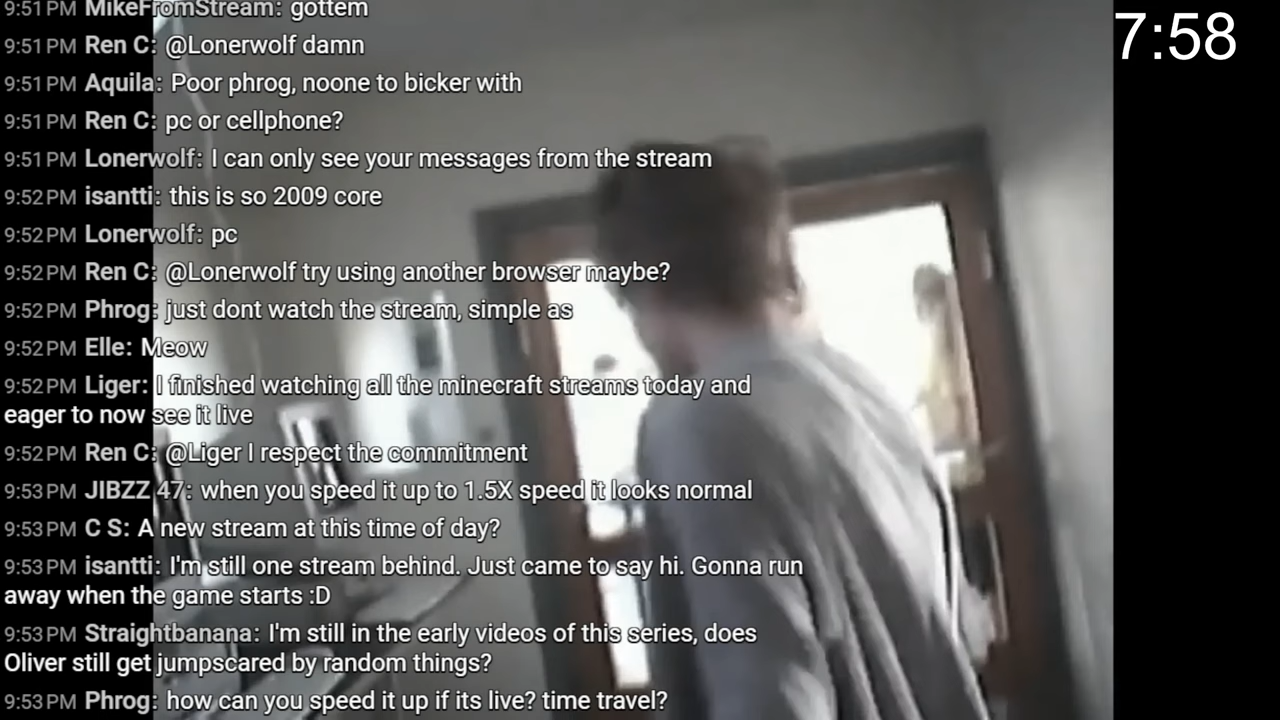 9:51 PM MikeFromStream: gottem
7:58
9:51 PM Ren C: @Lonerwolf damn
9:51 PM Aquila: Poor phrog, noone to bicker with
9:51 PM Ren C: pc or cellphone?
9:51 PM Lonerwolf: I can only see your messages from the stream
9:52 PM isantti: this is so 2009 core
9:52 PM Lonerwolf: pc
9:52 PM Ren C: @Lonerwolf try using another browser maybe?
9:52 PM Phrog: just dont watch the stream, simple as
9:52 PM Elle: Meow
9:52 PM Liger: I finished watching all the minecraft streams today and
eager to now see it live
9:52 PM Ren C: @Liger I respect the commitment
9:53 PM JIBZZ 47: when you speed it up to 1.5X speed it looks normal
9:53 PM C S: A new stream at this time of day?
9:53 PM isantti: I'm still one stream behind. Just came to say hi. Gonna run
away when the game starts :D
9:53 PM Straightbanana: I'm still in the early videos of this series, does
Oliver still get jumpscared by random things?
9:53 PM Phrog: how can you speed it up if its live? time travel?